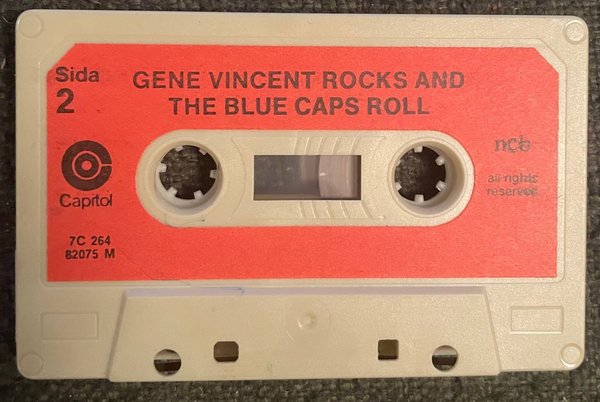 Sida
2
GENE VINCENT ROCKS AND
THE BLUE CAPS ROLL
Capitol
7C 264
82075 M
ncb
all rights
reserved